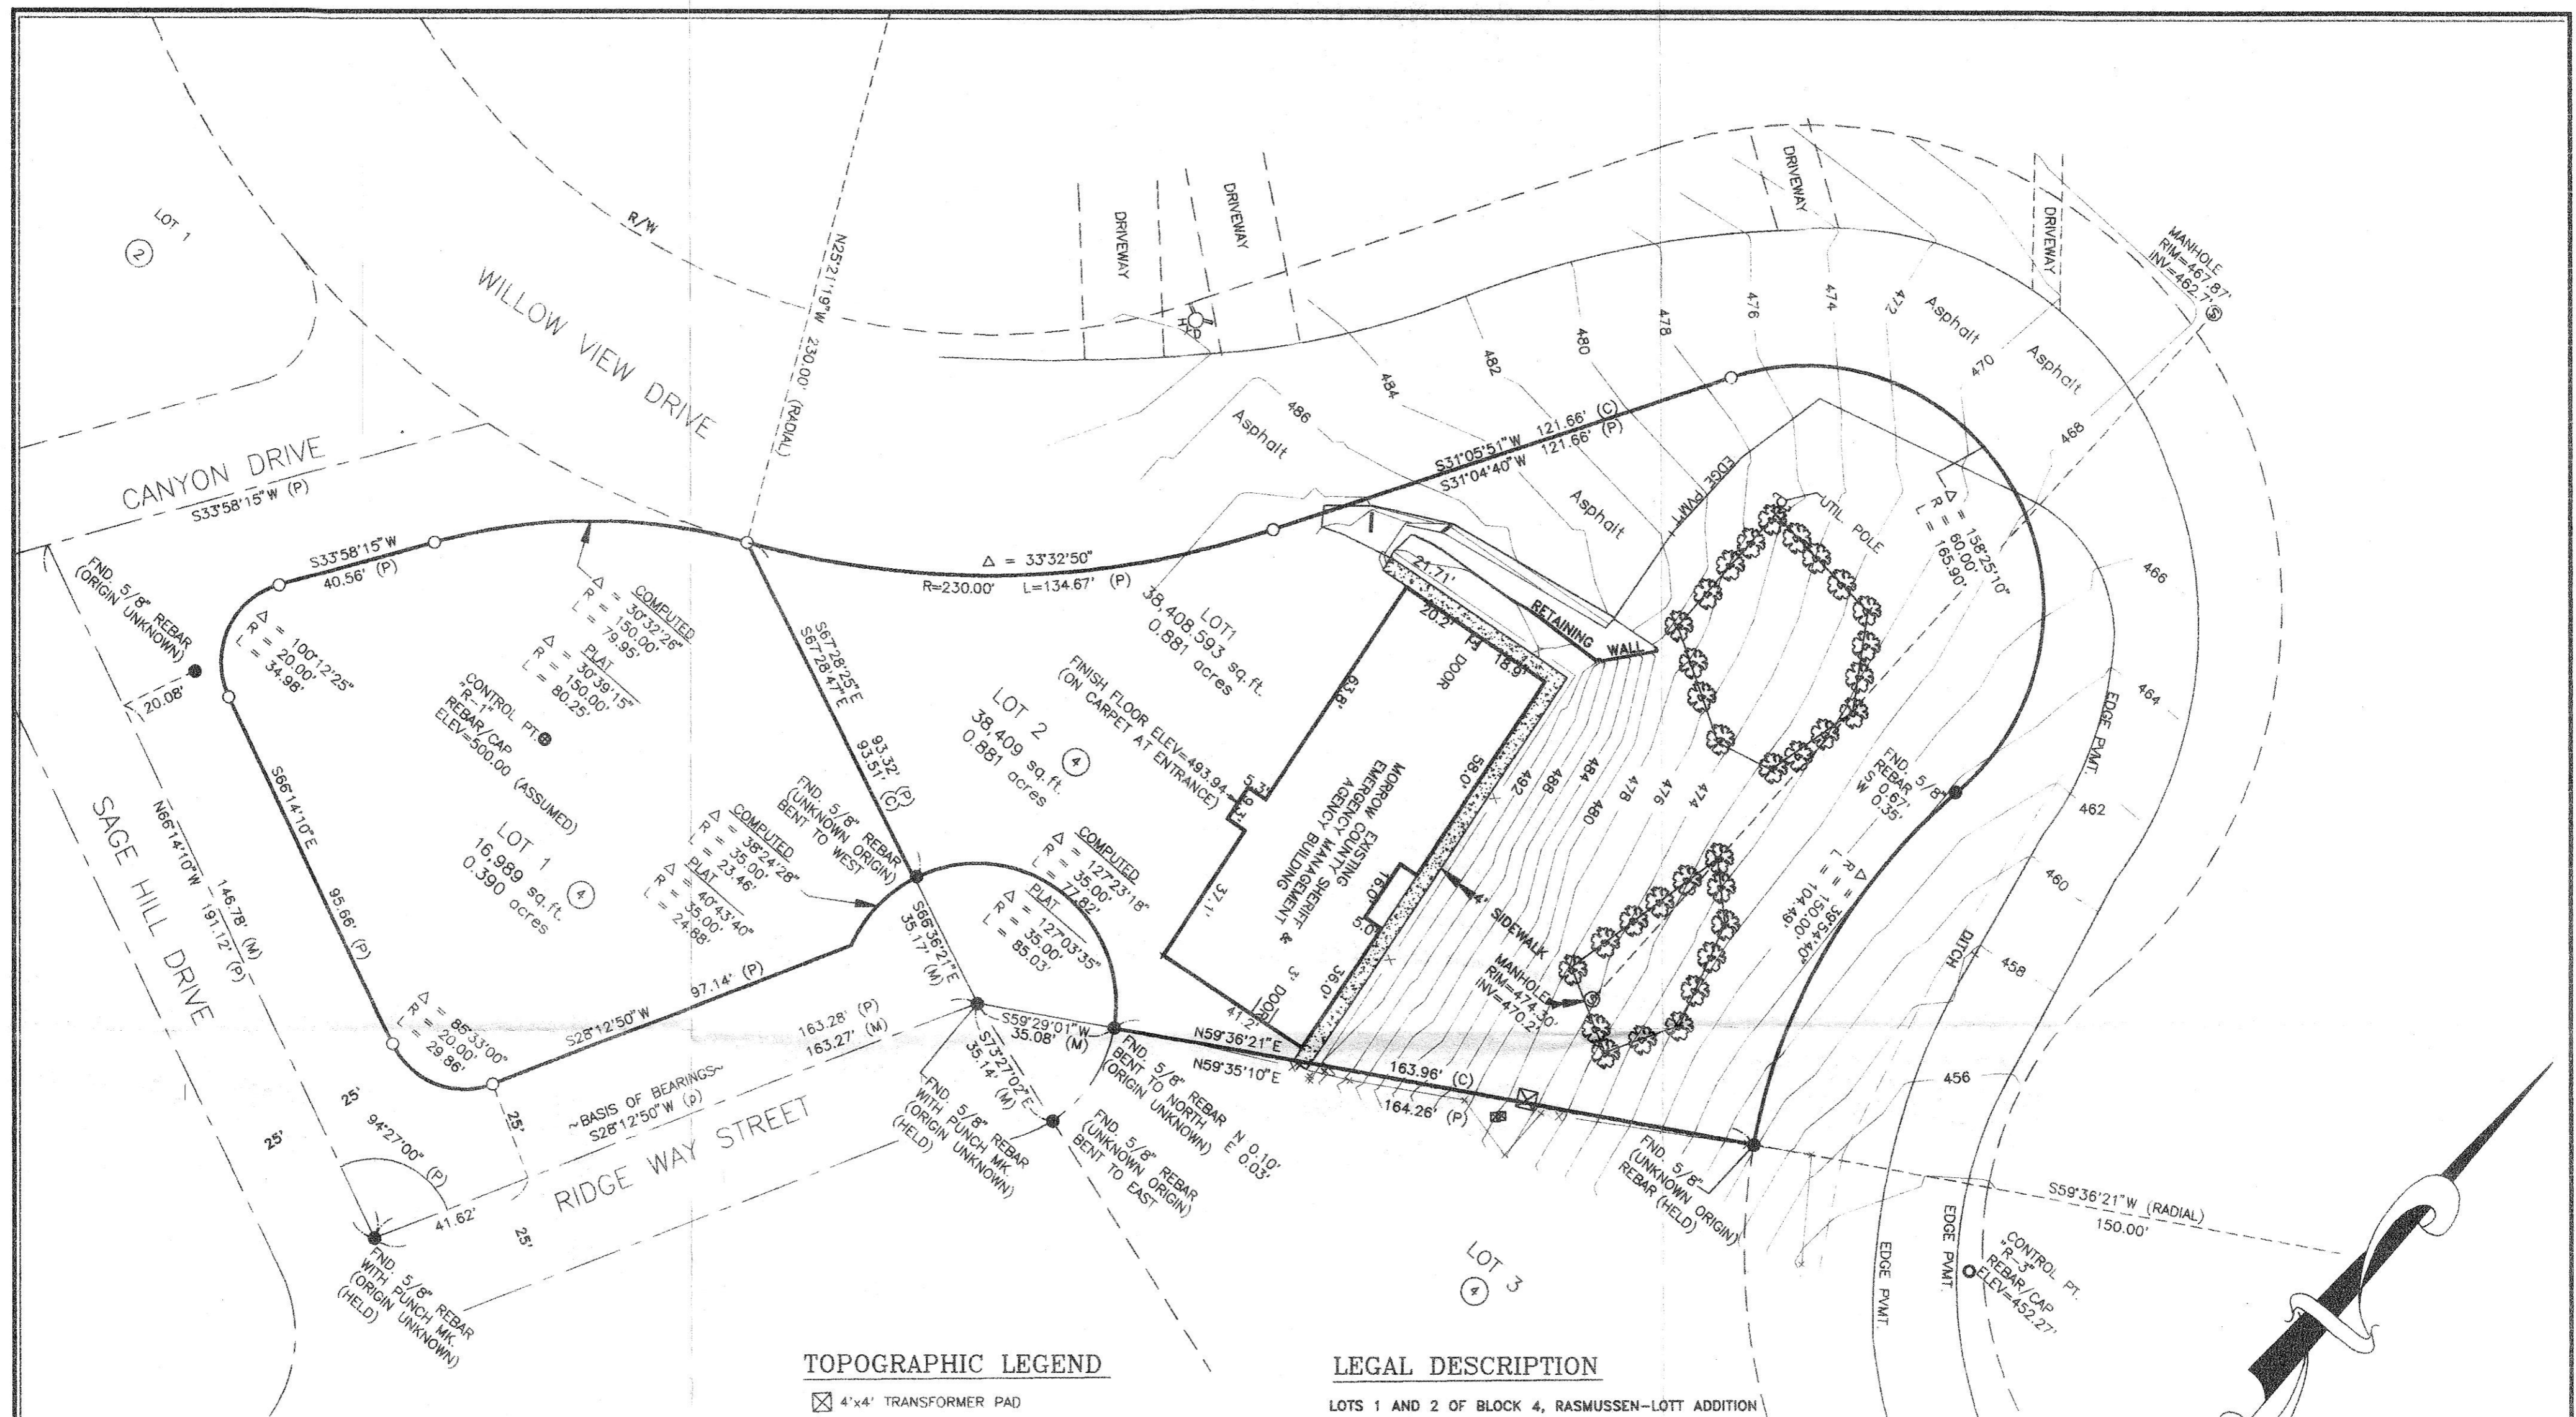 LOT 1
2
R/W
WILLOW VIEW DRIVE
N25°21'19"W 230.00' (RADIAL)
DRIVEWAY
DRIVEWAY
DRIVEWAY
DRIVEWAY
HYD
MANHOLE
RIM=467.87'
INV=462.7'
S
CANYON DRIVE
S33°58'15"W (P)
486
484
482
480
478
476
474
472
470
468
466
464
462
460
458
456
Asphalt
Asphalt
Asphalt
Asphalt
S31°05'51"W 121.66' (C)
S31°04'40"W 121.66' (P)
EDGE PVM'T
UTIL POLE
Δ = 158°25'10"
R = 60.00'
L = 165.90'
FND. 5/8" REBAR
(ORIGIN UNKNOWN)
20.08'
S33°58'15"W
40.56' (P)
Δ = 100°12'25"
R = 20.00'
L = 34.98'
COMPUTED
Δ = 30°32'26"
R = 150.00'
L = 79.95'
PLAT
Δ = 30°39'15"
R = 150.00'
L = 80.25'
CONTROL PT.
"R-1"
REBAR/CAP
ELEV=500.00 (ASSUMED)
Δ = 33°32'50"
R=230.00' L=134.67' (P)
S67°28'25"E 93.32' (P)
S67°28'47"E 93.51' (C)
LOT1
38,408.593 sq.ft.
0.881 acres
LOT 2
38,409 sq.ft.
0.881 acres
4
FINISH FLOOR ELEV=493.94
(ON CARPET AT ENTRANCE)
21.71'
20.2'
3' DOOR
18.9'
RETAINING WALL
63.8'
5.3'
9.3'
58.0'
37.1'
16.0'
5.0'
36.0'
41.2'
3' DOOR
EXISTING
MORROW COUNTY SHERIFF &
EMERGENCY MANAGEMENT
AGENCY BUILDING
492
488
484
480
478
476
474
4' SIDEWALK
MANHOLE
RIM=474.30'
INV=470.2'
S
FND. 5/8"
REBAR
S 0.67'
W 0.35'
Δ = 39°54'40"
R = 150.00'
L = 104.49'
EDGE PVMT.
DITCH
SAGE HILL DRIVE
N66°14'10"W 146.78' (M)
191.12' (P)
S66°14'10"E 95.66' (P)
LOT 1
16,989 sq.ft.
0.390 acres
4
FND. 5/8" REBAR
(UNKNOWN ORIGIN)
BENT TO WEST
COMPUTED
Δ = 38°24'28"
R = 35.00'
L = 23.46'
PLAT
Δ = 40°43'40"
R = 35.00'
L = 24.88'
COMPUTED
Δ = 127°23'18"
R = 35.00'
L = 77.82'
PLAT
Δ = 127°03'35"
R = 35.00'
L = 85.03'
S66°36'21"E
35.17' (M)
Δ = 85°33'00"
R = 20.00'
L = 29.86'
S28°12'50"W 97.14' (P)
163.28' (P)
163.27' (M)
~BASIS OF BEARINGS~
S28°12'50"W (P)
RIDGE WAY STREET
25'
25'
25'
25'
94°27'00" (P)
41.62'
FND. 5/8" REBAR
WITH PUNCH MK.
(ORIGIN UNKNOWN)
(HELD)
S59°29'01"W
35.08' (M)
S73°27'02"E
35.14' (M)
FND. 5/8" REBAR
WITH PUNCH MK.
(ORIGIN UNKNOWN)
(HELD)
FND. 5/8" REBAR
BENT TO NORTH
(ORIGIN UNKNOWN)
N 0.10'
E 0.03'
FND. 5/8" REBAR
(UNKNOWN ORIGIN)
BENT TO EAST
N59°36'21"E 163.96' (C)
N59°35'10"E 164.26' (P)
FND. 5/8"
(UNKNOWN ORIGIN)
REBAR (HELD)
S59°36'21"W (RADIAL)
150.00'
LOT 3
4
EDGE PVMT.
EDGE PVMT.
CONTROL PT.
"R-3"
REBAR/CAP
ELEV=452.27'
TOPOGRAPHIC LEGEND
4'x4' TRANSFORMER PAD
LEGAL DESCRIPTION
LOTS 1 AND 2 OF BLOCK 4, RASMUSSEN-LOTT ADDITION